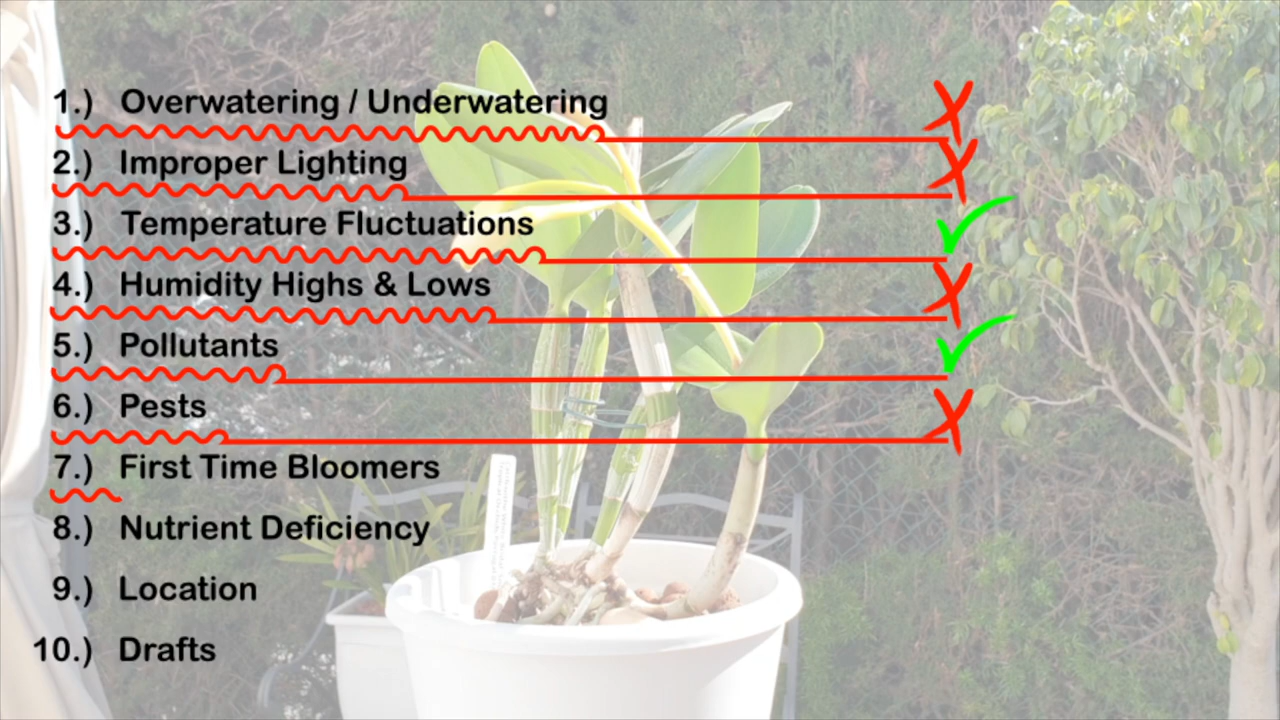 1.) Overwatering / Underwatering
2.) Improper Lighting
3.) Temperature Fluctuations
4.) Humidity Highs & Lows
5.) Pollutants
6.) Pests
7.) First Time Bloomers
8.) Nutrient Deficiency
9.) Location
10.) Drafts